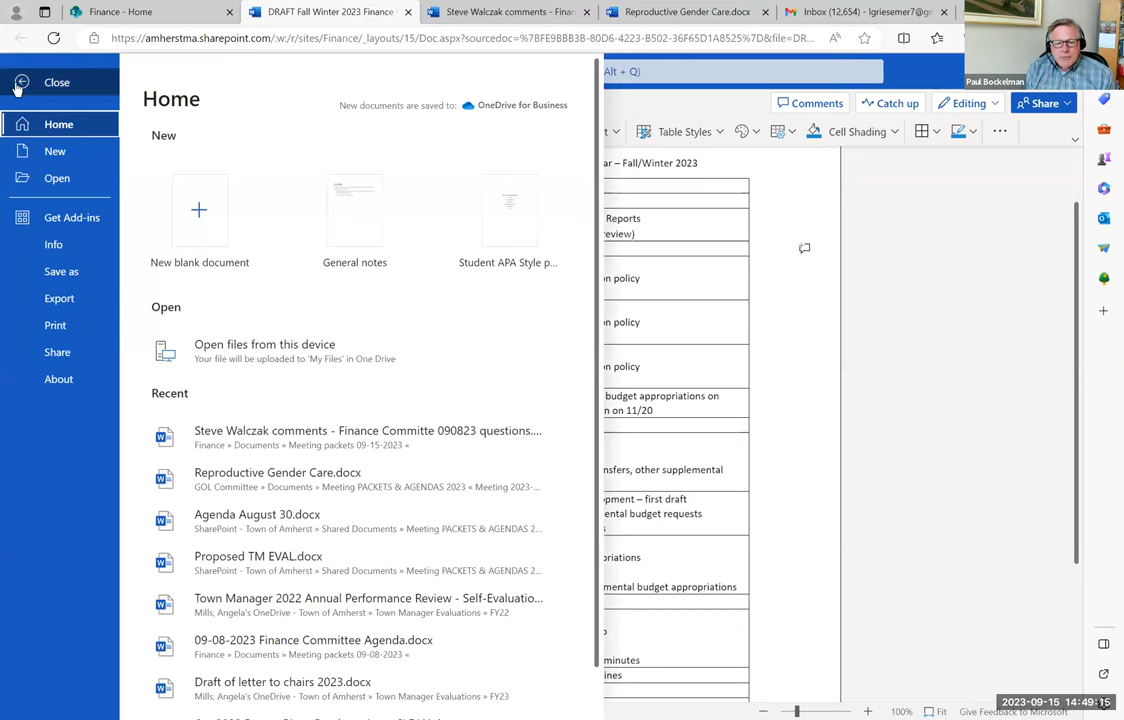 Finance - Home
DRAFT Fall Winter 2023 Finance
Steve Walczak comments - Finan
Reproductive Gender Care.docx
Inbox (12,654) - lgriesemer7@gr
https://amherstma.sharepoint.com/:w:/r/sites/Finance/_layouts/15/Doc.aspx?sourcedoc=%7BFE9BBB3B-80D6-4223-B502-36F65D1A8525%7D&file=DR...
Paul Bockelman
Close
Home
New
Open
Get Add-ins
Info
Save as
Export
Print
Share
About
Home
New documents are saved to: OneDrive for Business
New
New blank document
General notes
Student APA Style p...
Open
Open files from this device
Your file will be uploaded to 'My Files' in One Drive
Recent
Steve Walczak comments - Finance Committe 090823 questions....
Finance » Documents » Meeting packets 09-15-2023 «
Reproductive Gender Care.docx
GOL Committee » Documents » Meeting PACKETS & AGENDAS 2023 « Meeting 2023-...
Agenda August 30.docx
SharePoint - Town of Amherst » Shared Documents » Meeting PACKETS & AGENDAS 2...
Proposed TM EVAL.docx
SharePoint - Town of Amherst » Shared Documents » Meeting PACKETS & AGENDAS 2...
Town Manager 2022 Annual Performance Review - Self-Evaluatio...
Mills, Angela's OneDrive - Town of Amherst » Town Manager Evaluations » FY22
09-08-2023 Finance Committee Agenda.docx
Finance » Documents » Meeting packets 09-08-2023 «
Draft of letter to chairs 2023.docx
Mills, Angela's OneDrive - Town of Amherst » Town Manager Evaluations » FY23
Alt + Q)
Comments
Catch up
Editing
Share
Table Styles
Cell Shading
ar – Fall/Winter 2023
Reports
review)
on policy
on policy
on policy
budget appropriations on
n on 11/20
nsfers, other supplemental
opment – first draft
mental budget requests
s
oriations
mental budget appropriations
o
minutes
ines
100%
Fit
Give Feedback to Microsoft
2023-09-15 14:49:15